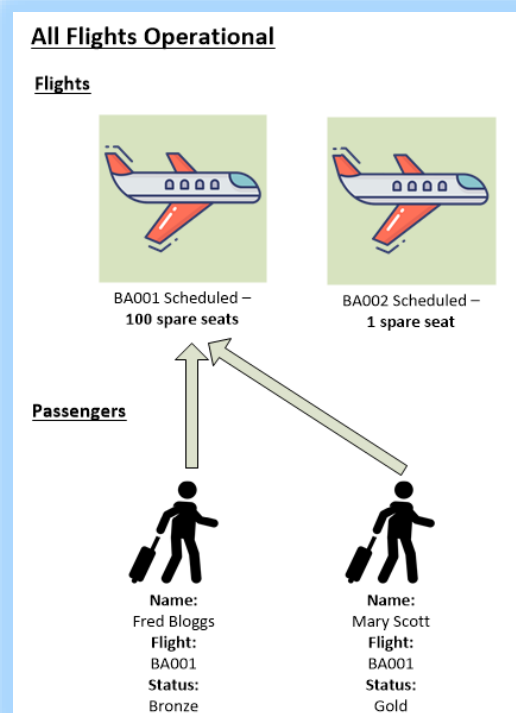 All Flights Operational
Flights
BA001 Scheduled –
100 spare seats
BA002 Scheduled –
1 spare seat
Passengers
Name:
Fred Bloggs
Flight:
BA001
Status:
Bronze
Name:
Mary Scott
Flight:
BA001
Status:
Gold